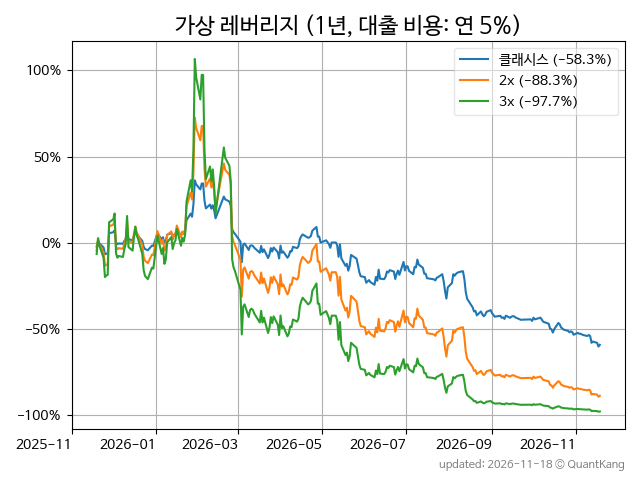 가상 레버리지 (1년, 대출 비용: 연 5%)
클래시스 (−58.3%)
2x (−88.3%)
3x (−97.7%)
100%
50%
0%
−50%
−100%
2025-11
2026-01
2026-03
2026-05
2026-07
2026-09
2026-11
updated: 2026-11-18 © QuantKang